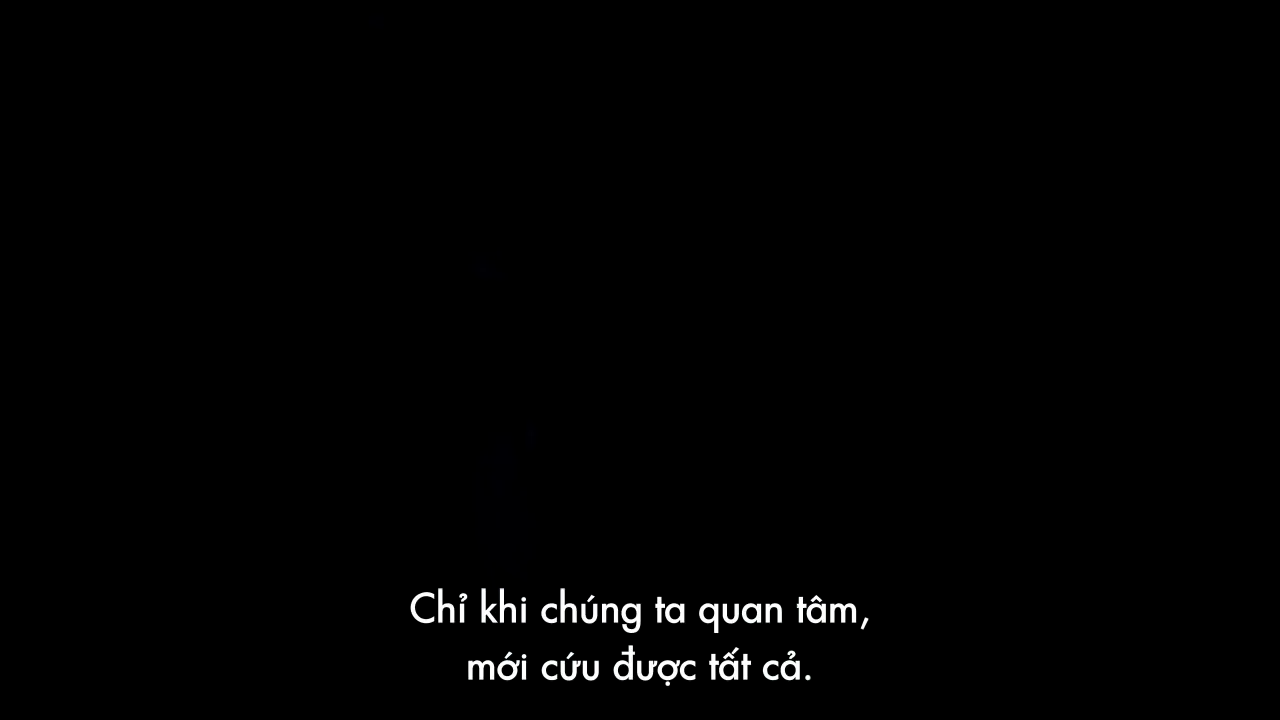 Chỉ khi chúng ta quan tâm,
mới cứu được tất cả.